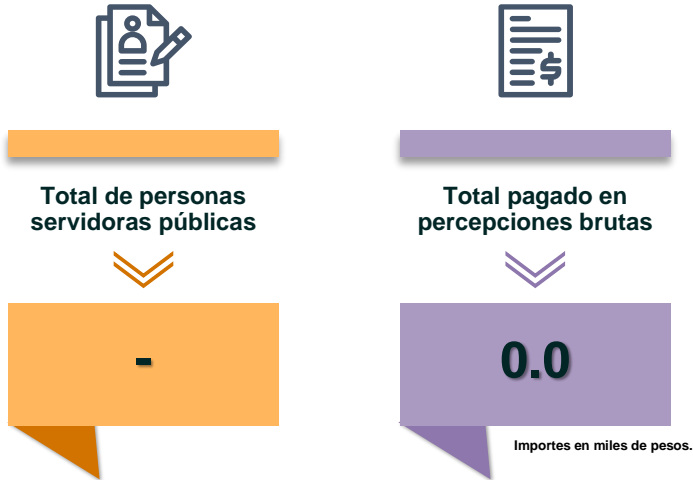 Total de personas
servidoras públicas
-
Total pagado en
percepciones brutas
0.0
Importes en miles de pesos.